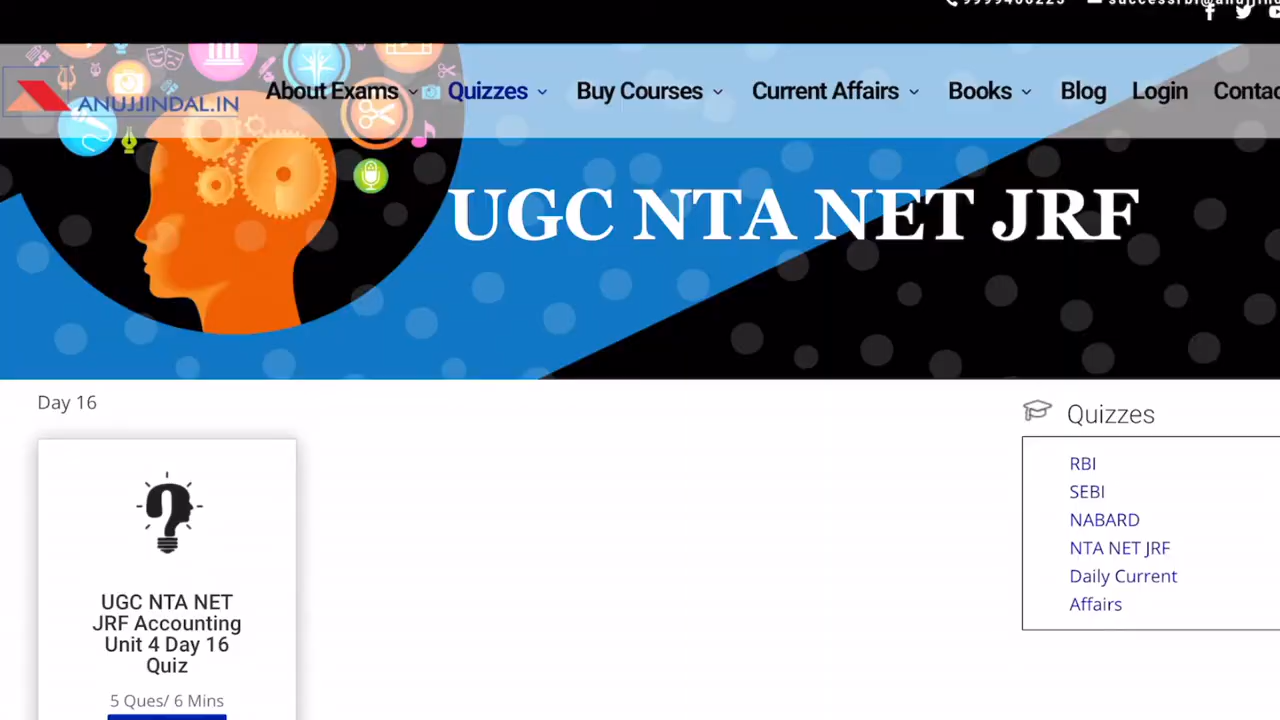 ANUJJINDAL.IN
About Exams
Quizzes
Buy Courses
Current Affairs
Books
Blog
Login
UGC NTA NET JRF
Day 16
UGC NTA NET
JRF Accounting
Unit 4 Day 16
Quiz
5 Ques/ 6 Mins
Quizzes
RBI
SEBI
NABARD
NTA NET JRF
Daily Current
Affairs